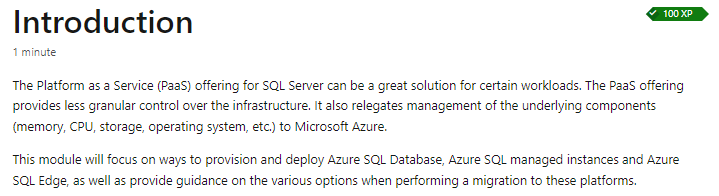 Introduction
100 XP
1 minute
The Platform as a Service (PaaS) offering for SQL Server can be a great solution for certain workloads. The PaaS offering
provides less granular control over the infrastructure. It also relegates management of the underlying components
(memory, CPU, storage, operating system, etc.) to Microsoft Azure.
This module will focus on ways to provision and deploy Azure SQL Database, Azure SQL managed instances and Azure
SQL Edge, as well as provide guidance on the various options when performing a migration to these platforms.